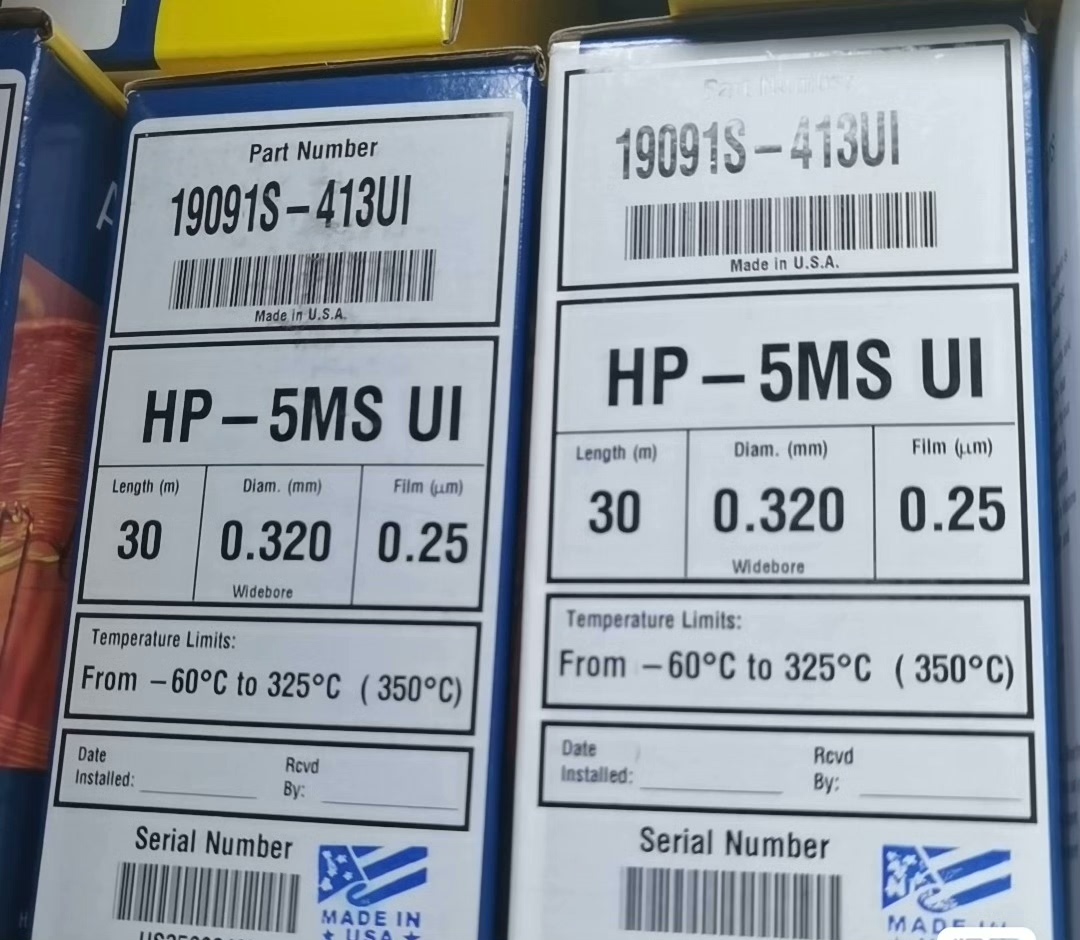 Part Number
19091S-413UI
Made in U.S.A.
HP-5MS UI
Length (m) Diam. (mm) Film (μm)
30 0.320 0.25
Widebore
Temperature Limits:
From -60°C to 325°C (350°C)
Date Installed: Rcvd By:
Serial Number
MADE IN
USA
19091S-413UI
Made in U.S.A.
HP-5MS UI
Length (m) Diam. (mm) Film (μm)
30 0.320 0.25
Widebore
Temperature Limits:
From -60°C to 325°C (350°C)
Date Installed: Rcvd By:
Serial Number
MADE IN